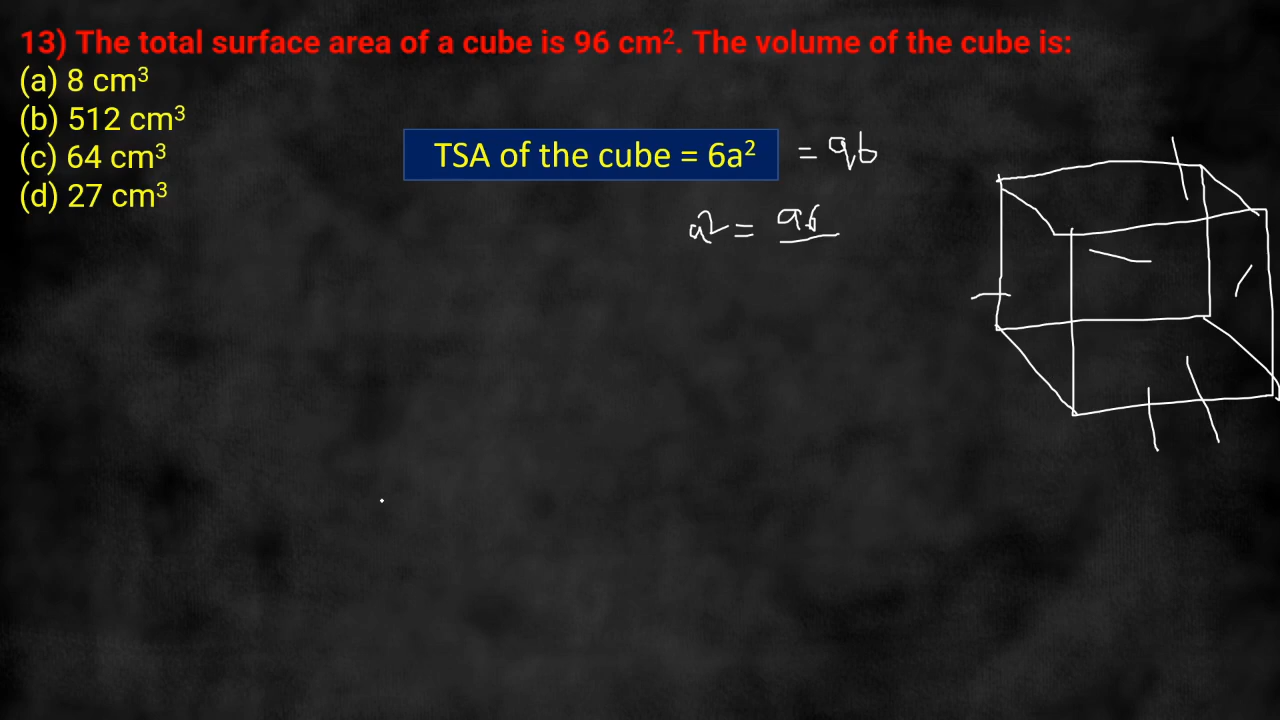 13) The total surface area of a cube is 96 cm². The volume of the cube is:
(a) 8 cm³
(b) 512 cm³
(c) 64 cm³
(d) 27 cm³
TSA of the cube = 6a² = 96
a² = 96